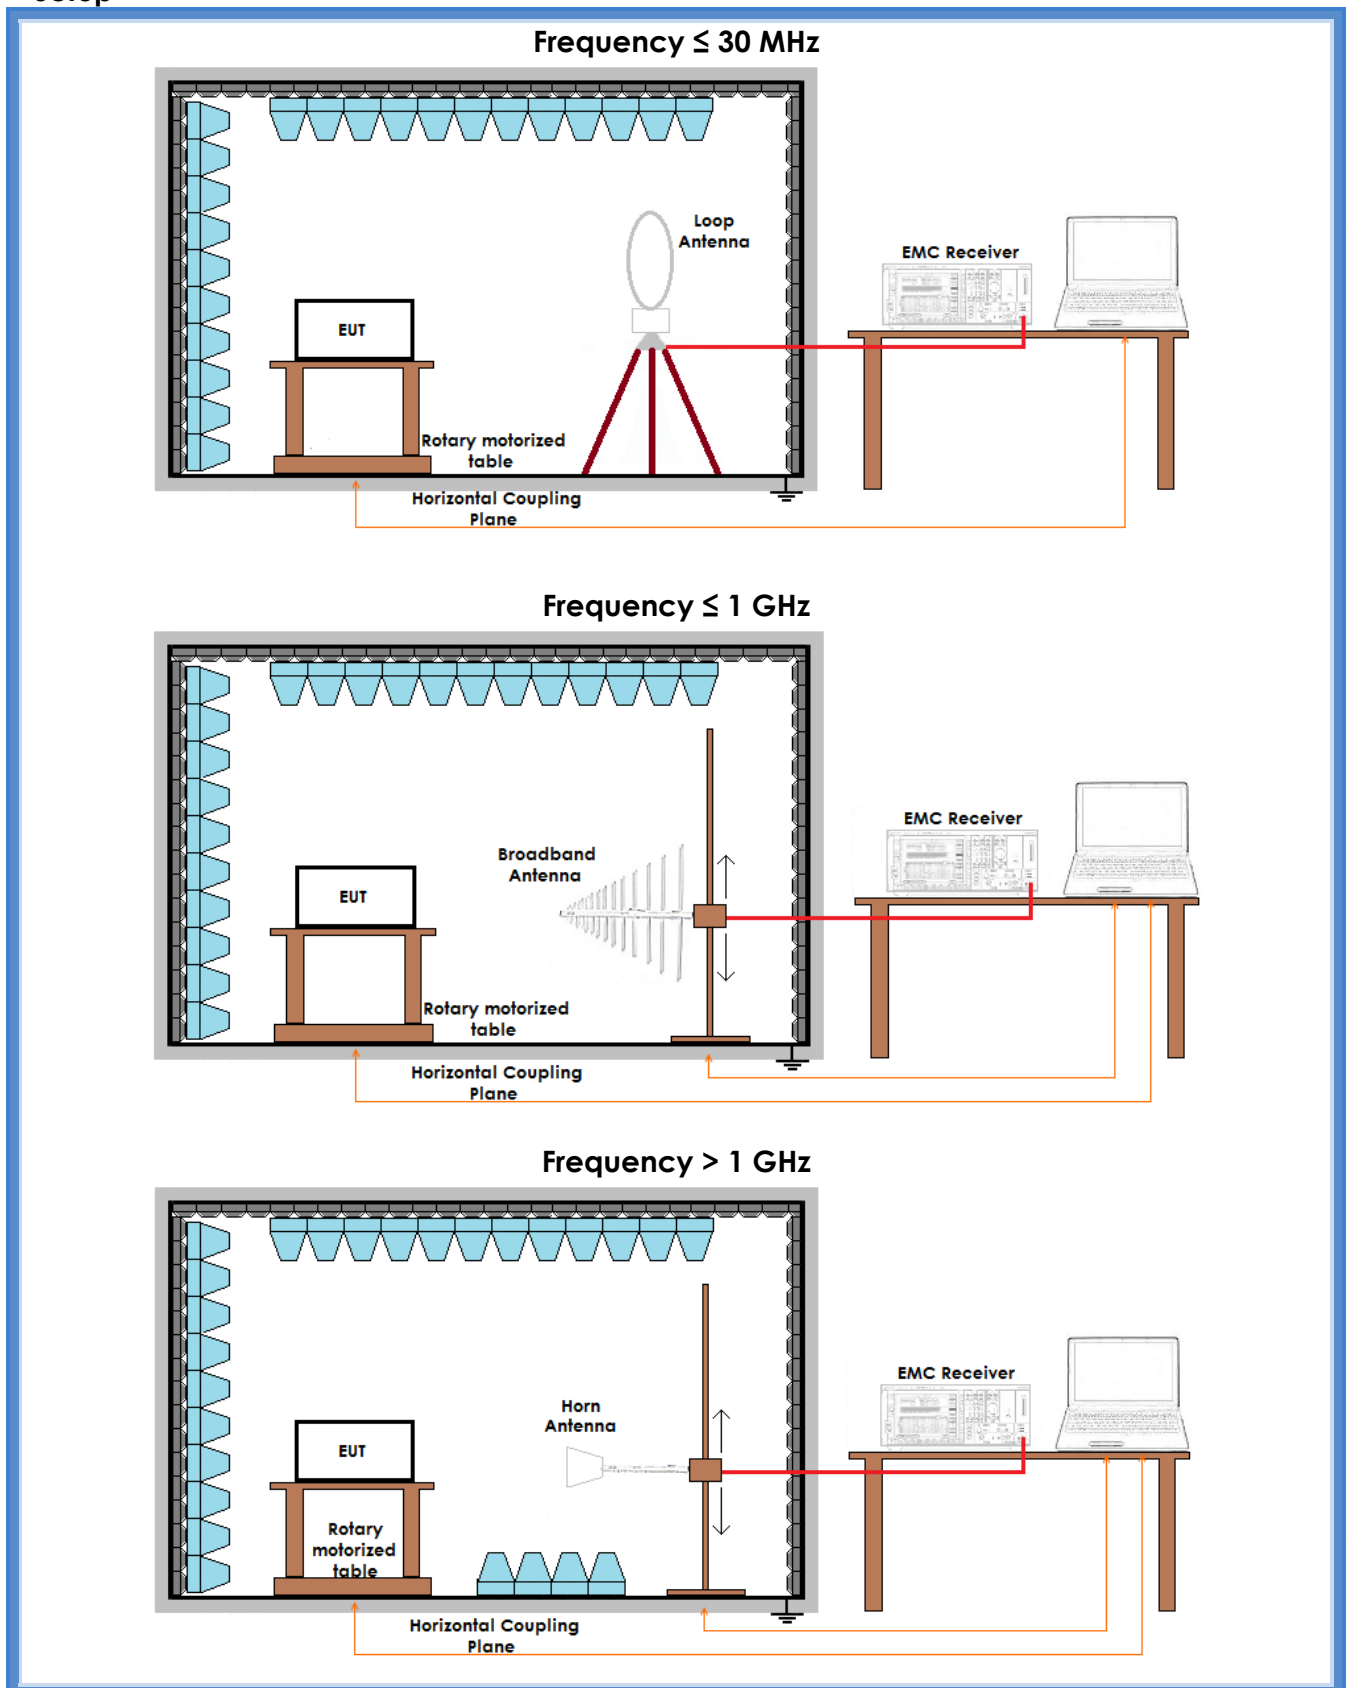 Frequency ≤ 30 MHz
Loop
Antenna
EMC Receiver
EUT
Rotary motorized
table
Horizontal Coupling
Plane
Frequency ≤ 1 GHz
EMC Receiver
Broadband
Antenna
EUT
Rotary motorized
table
Horizontal Coupling
Plane
Frequency > 1 GHz
EMC Receiver
Horn
Antenna
EUT
Rotary
motorized
table
Horizontal Coupling
Plane